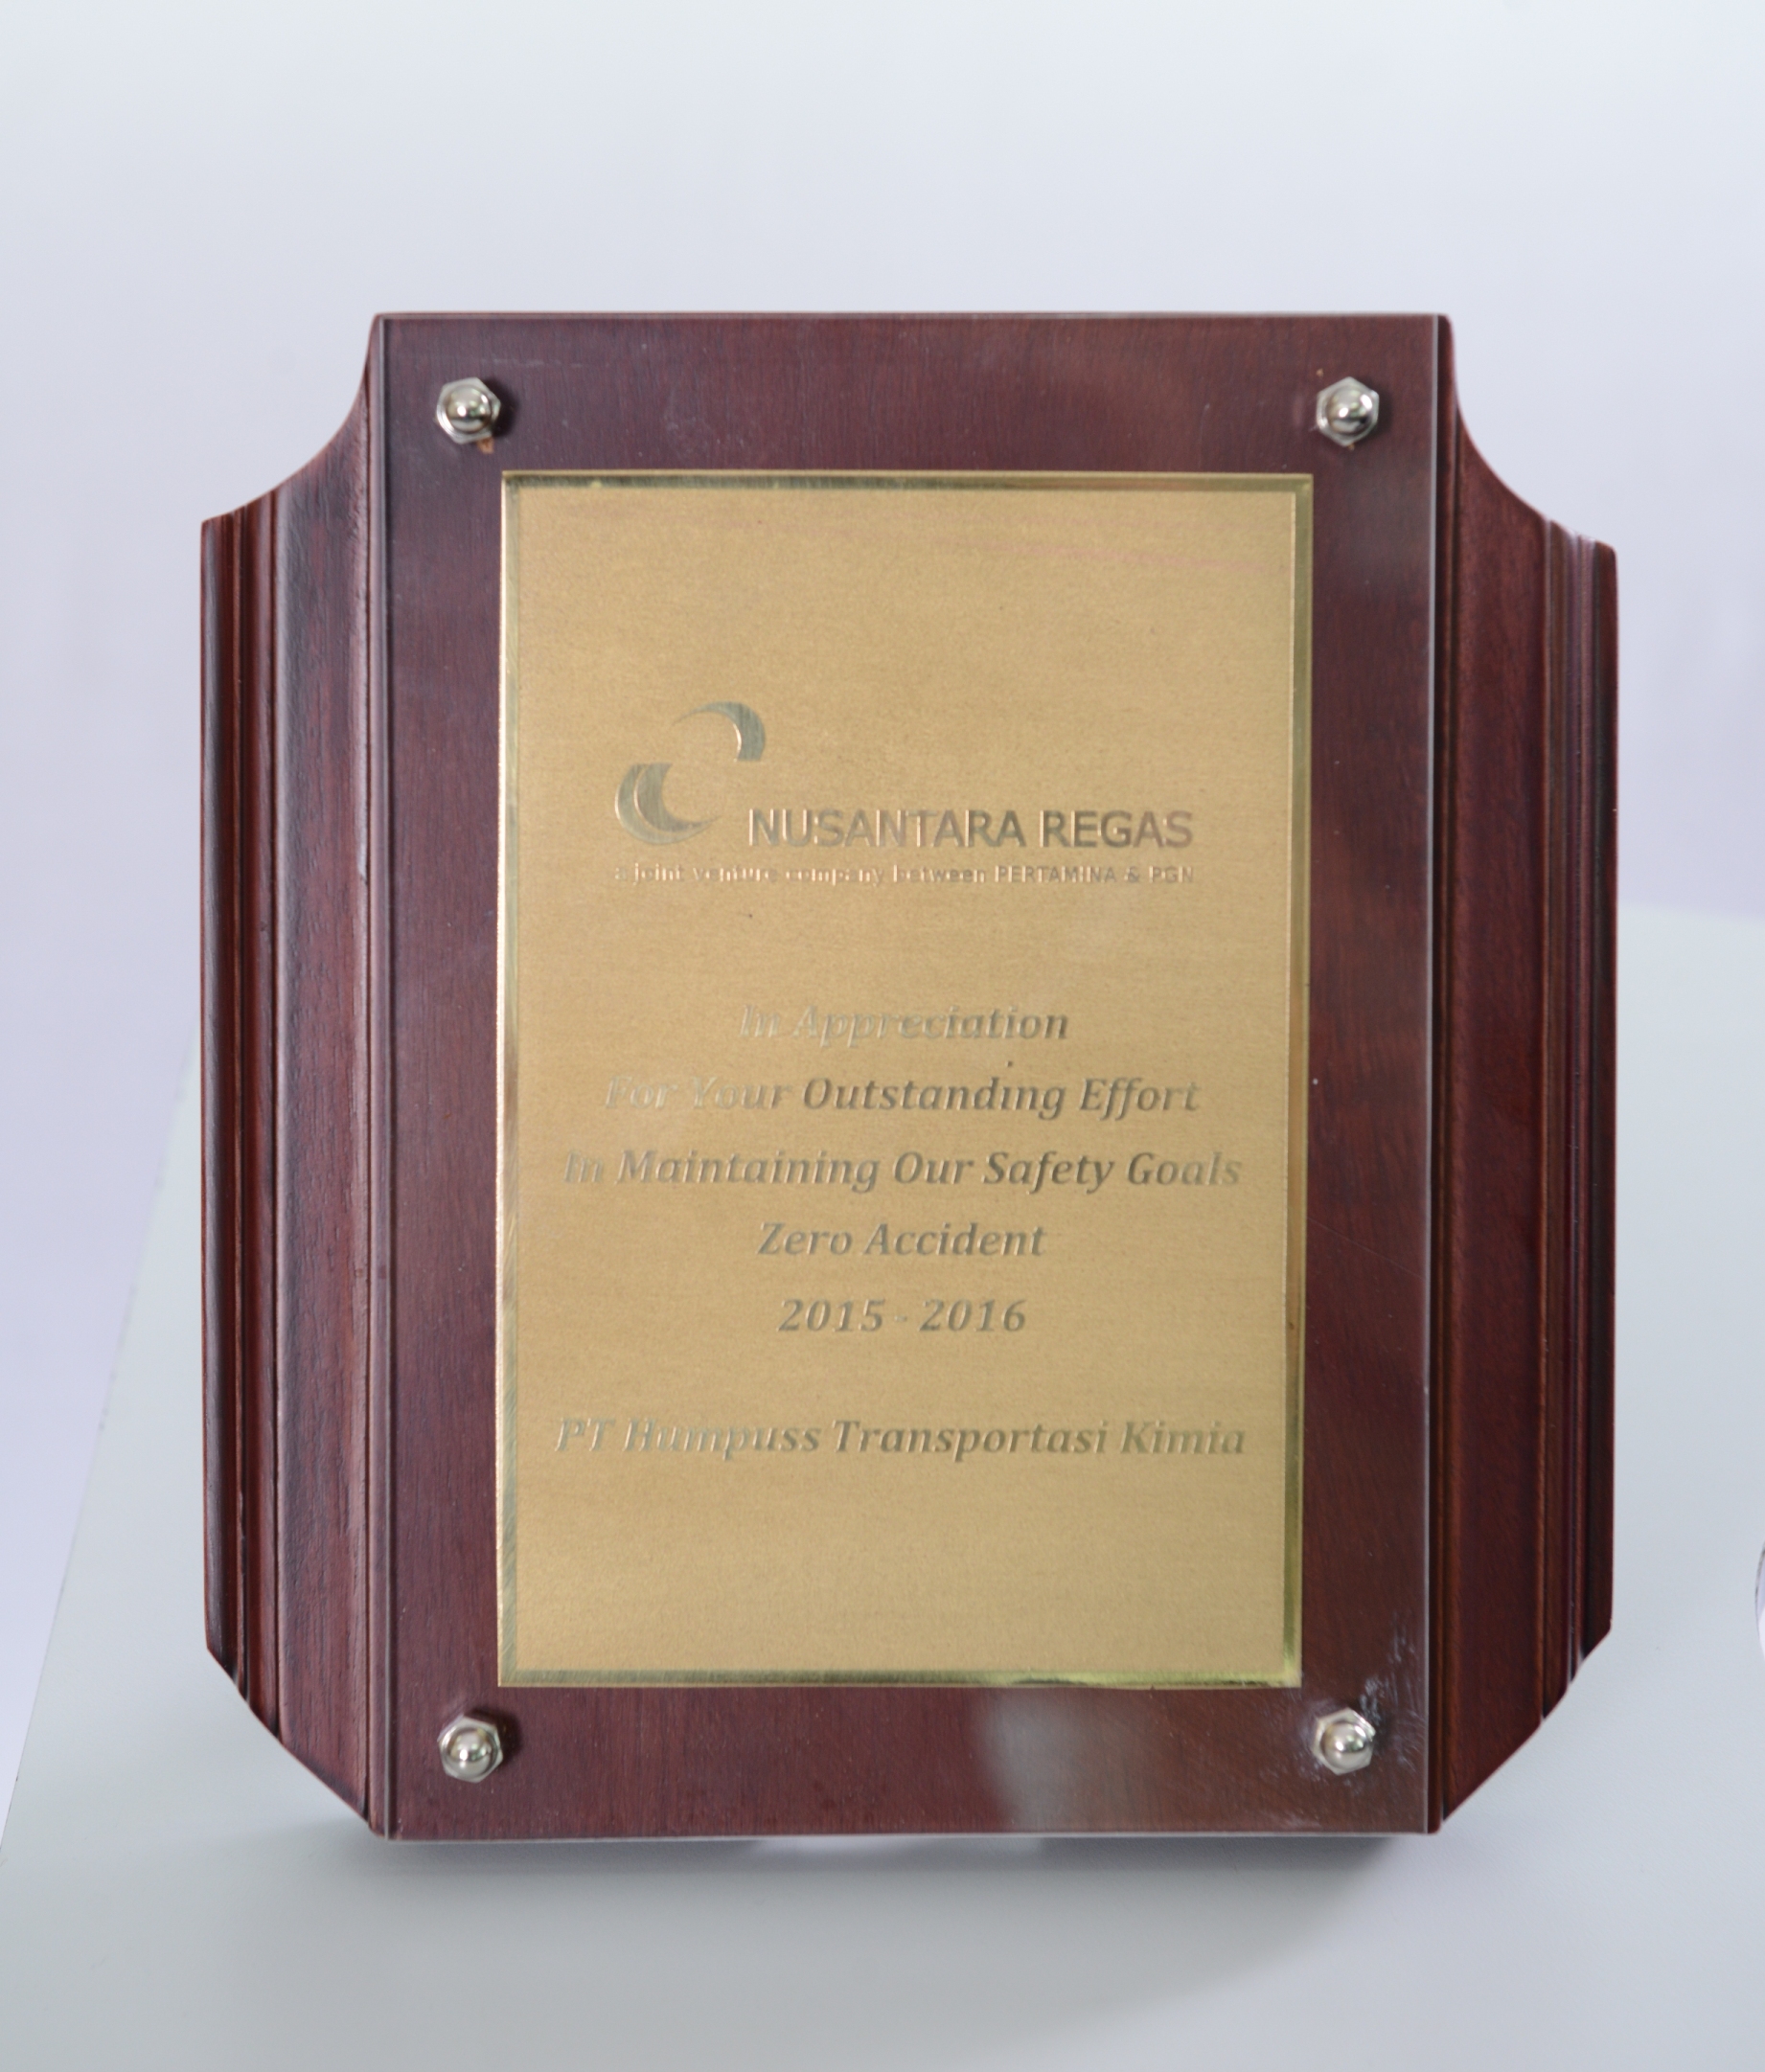 NUSANTARA REGAS
a joint venture company between PERTAMINA & PGN
In Appreciation
For Your Outstanding Effort
In Maintaining Our Safety Goals
Zero Accident
2015 - 2016
PT Humpuss Transportasi Kimia